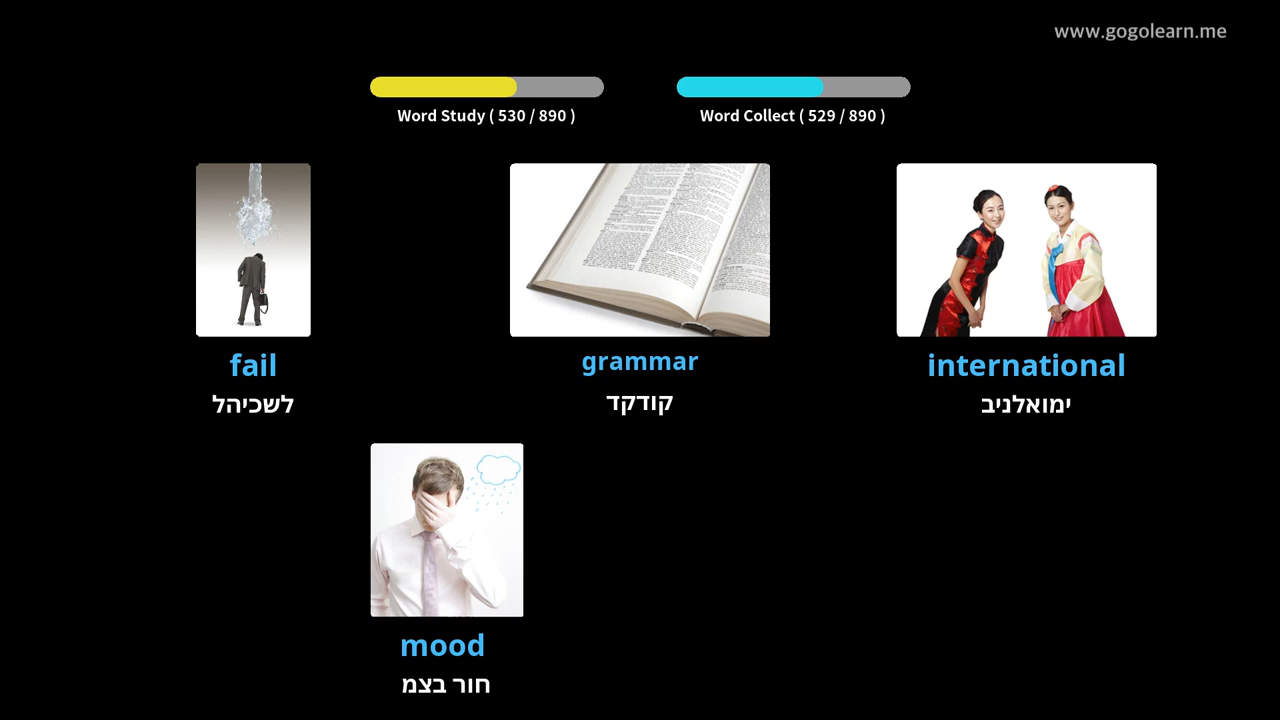 www.gogolearn.me
Word Study ( 530 / 890 )
Word Collect ( 529 / 890 )
fail
grammar
international
לשכיהל
קודקד
ימואלניב
mood
חור בצמ